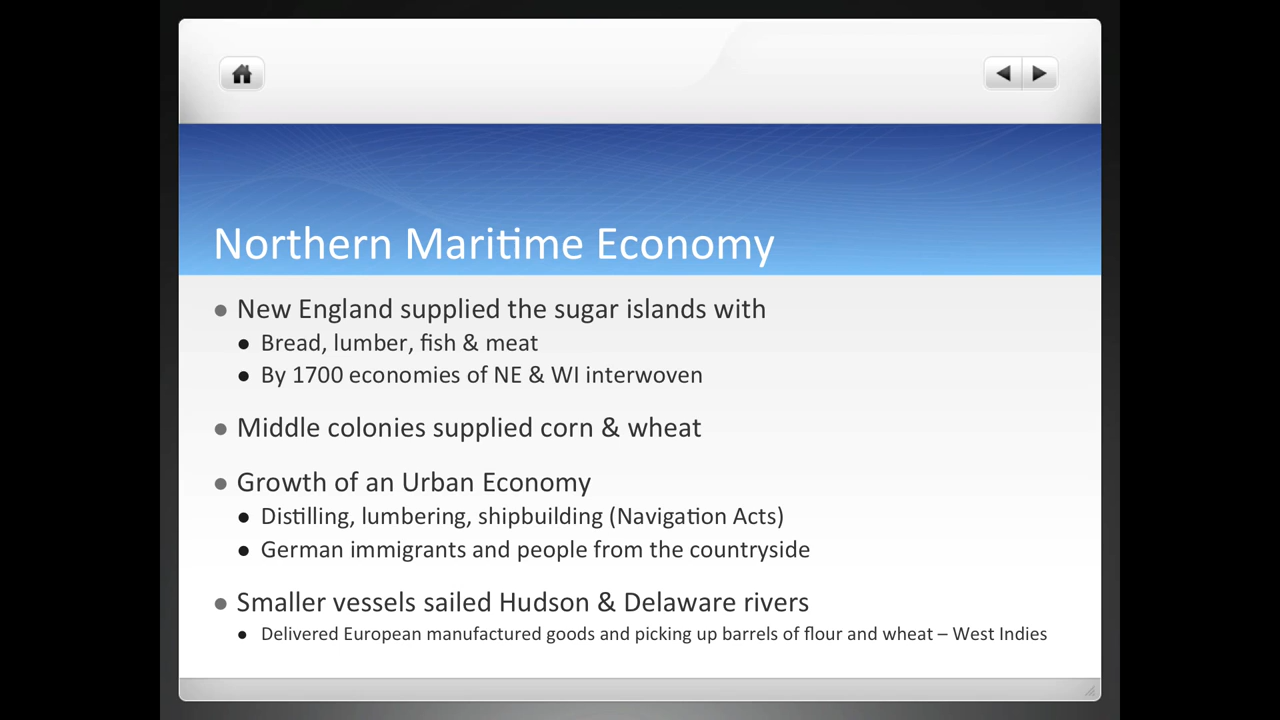 Northern Maritime Economy
● New England supplied the sugar islands with
● Bread, lumber, fish & meat
● By 1700 economies of NE & WI interwoven
● Middle colonies supplied corn & wheat
● Growth of an Urban Economy
● Distilling, lumbering, shipbuilding (Navigation Acts)
● German immigrants and people from the countryside
● Smaller vessels sailed Hudson & Delaware rivers
● Delivered European manufactured goods and picking up barrels of flour and wheat – West Indies